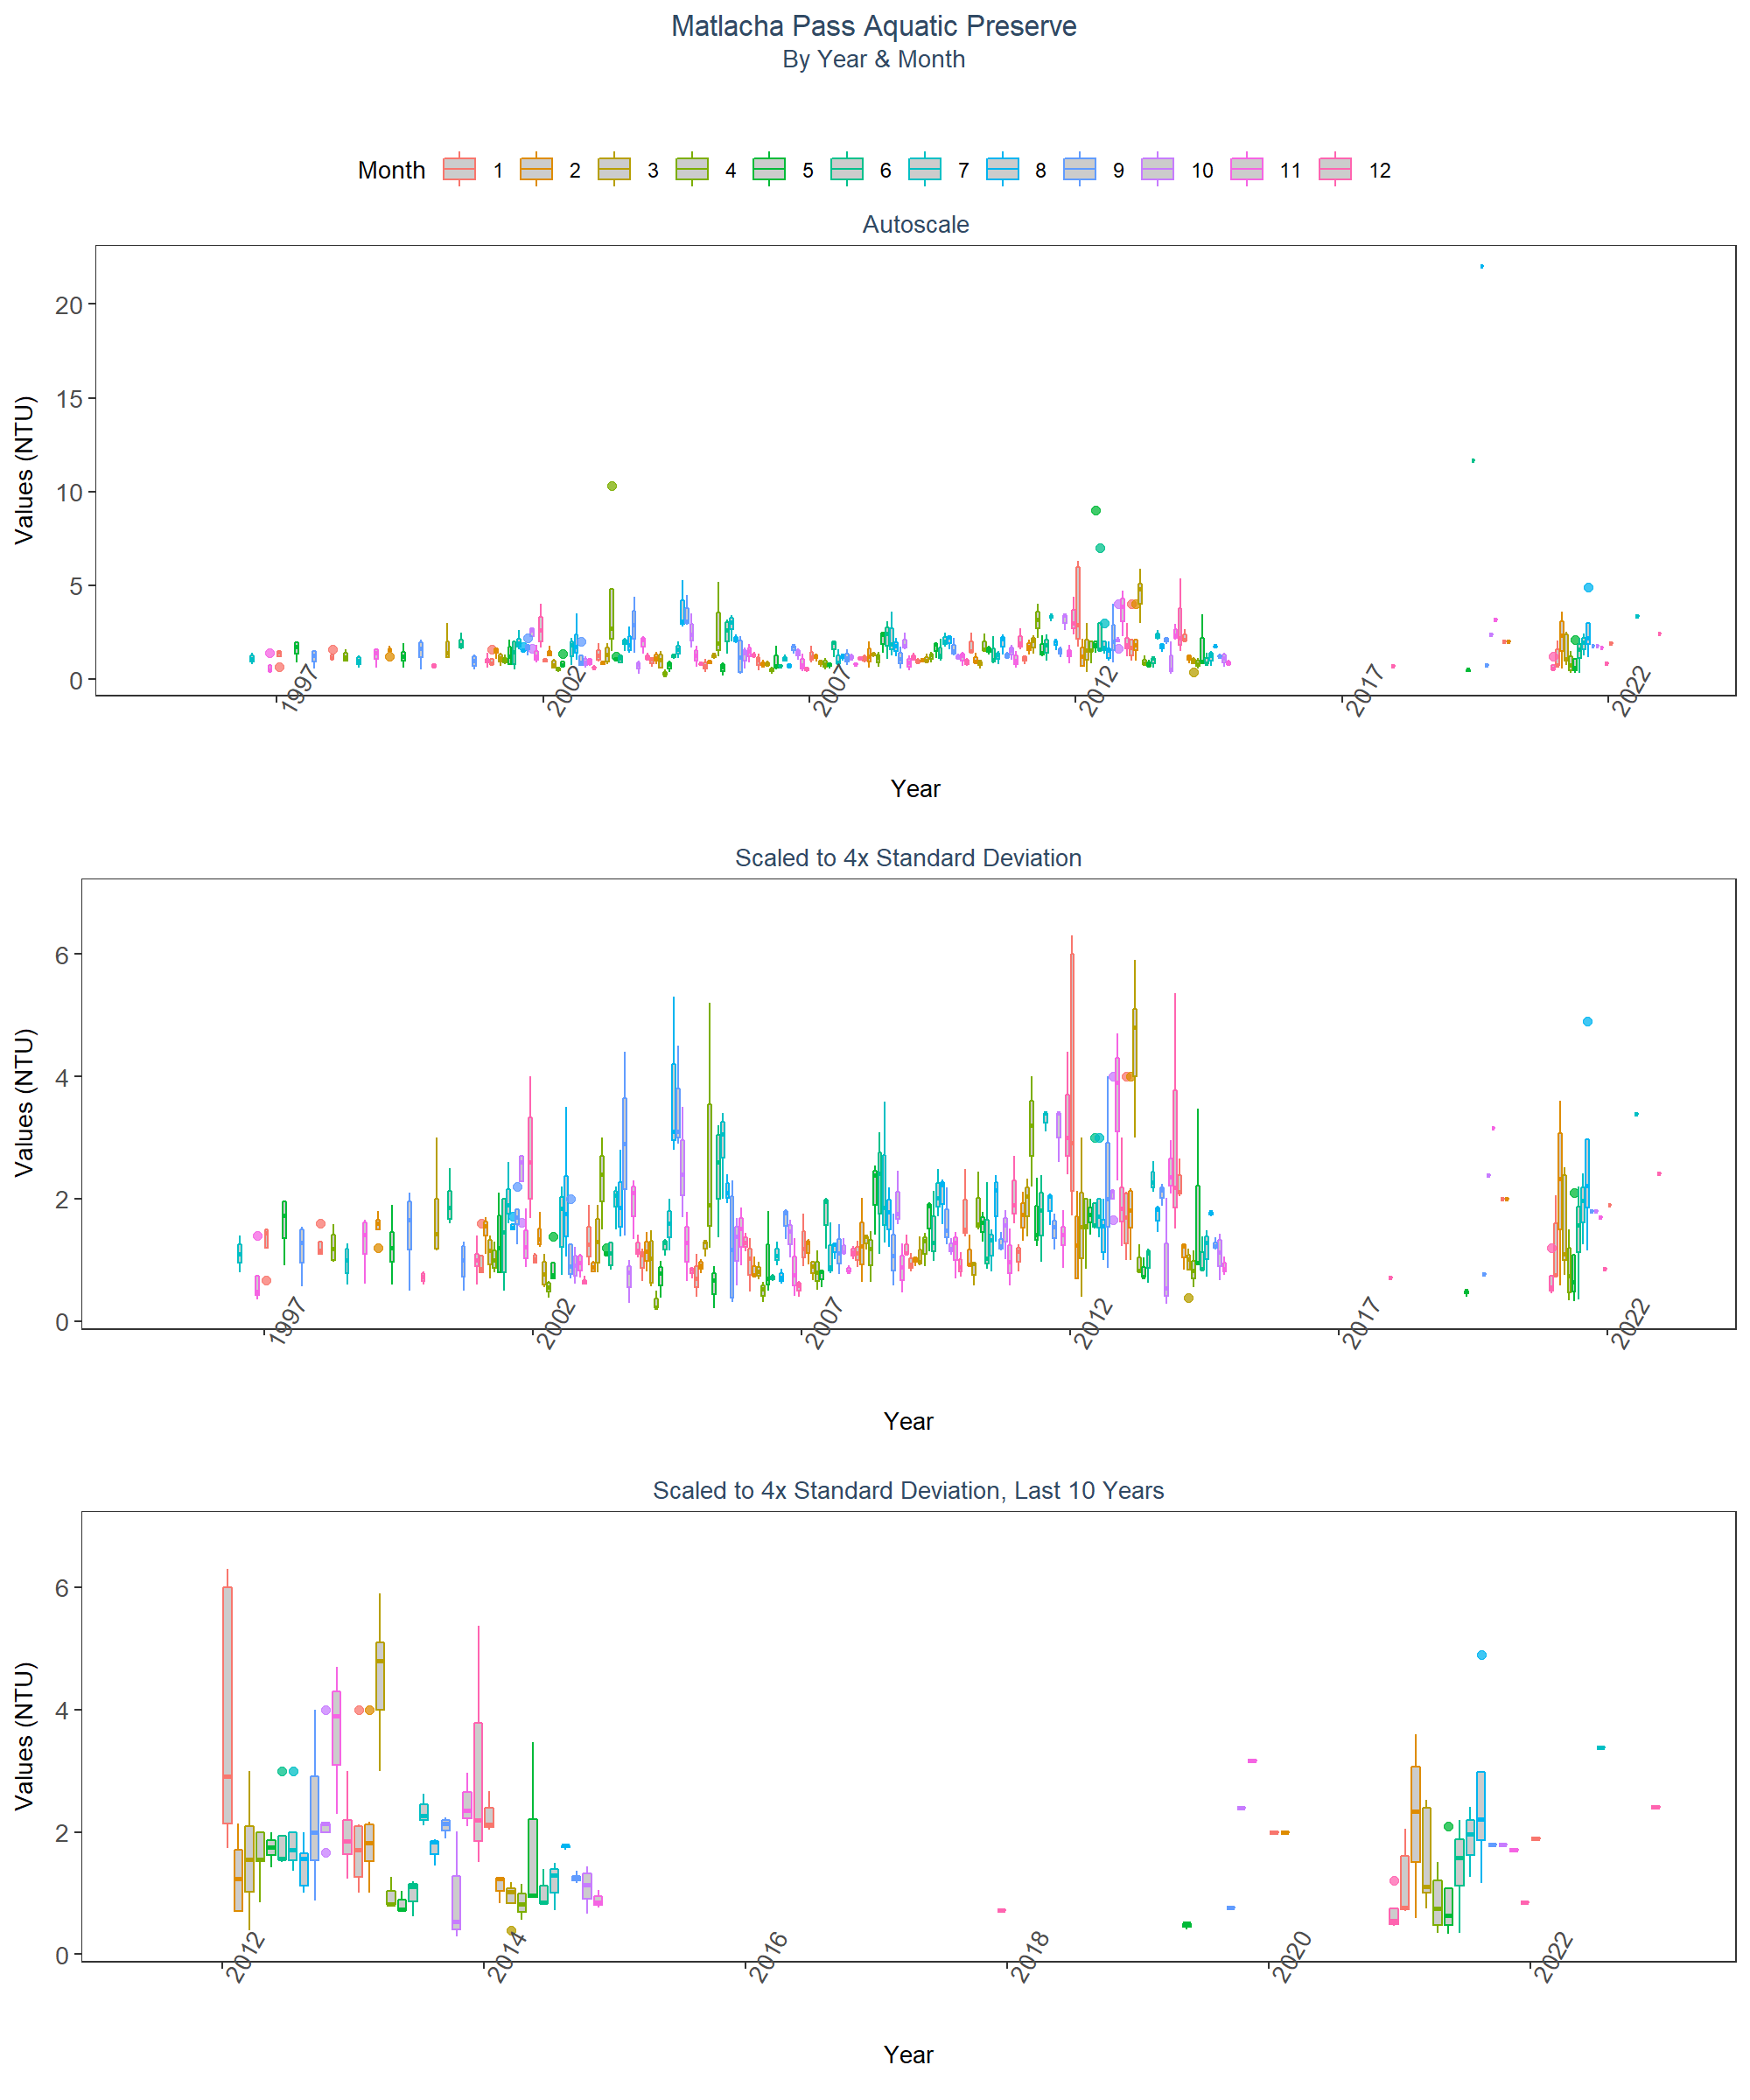 Matlacha Pass Aquatic Preserve
By Year & Month
Month 1 2 3 4 5 6 7 8 9 10 11 12
Autoscale
Values (NTU)
20
15
10
5
0
1997 2002 2007 2012 2017 2022
Year
Scaled to 4x Standard Deviation
Values (NTU)
6
4
2
0
1997 2002 2007 2012 2017 2022
Year
Scaled to 4x Standard Deviation, Last 10 Years
Values (NTU)
6
4
2
0
2012 2014 2016 2018 2020 2022
Year